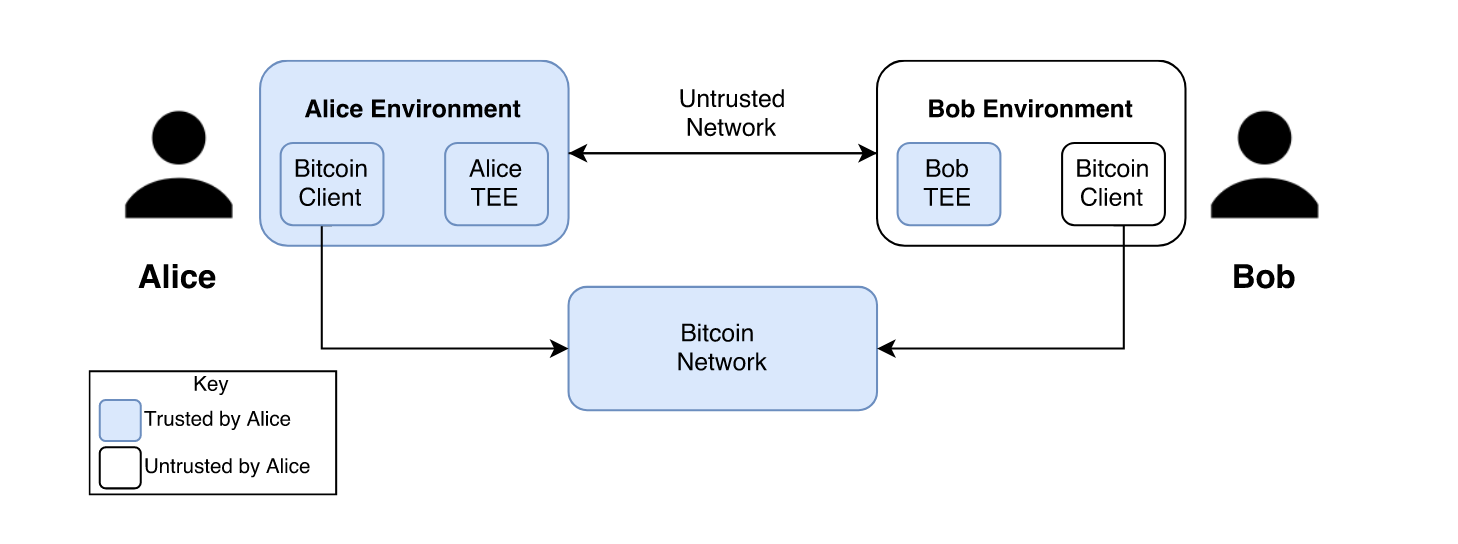 Alice Environment
Bitcoin
Client
Alice
TEE
Untrusted
Network
Bob Environment
Bob
TEE
Bitcoin
Client
Alice
Bob
Bitcoin
Network
Key
Trusted by Alice
Untrusted by Alice